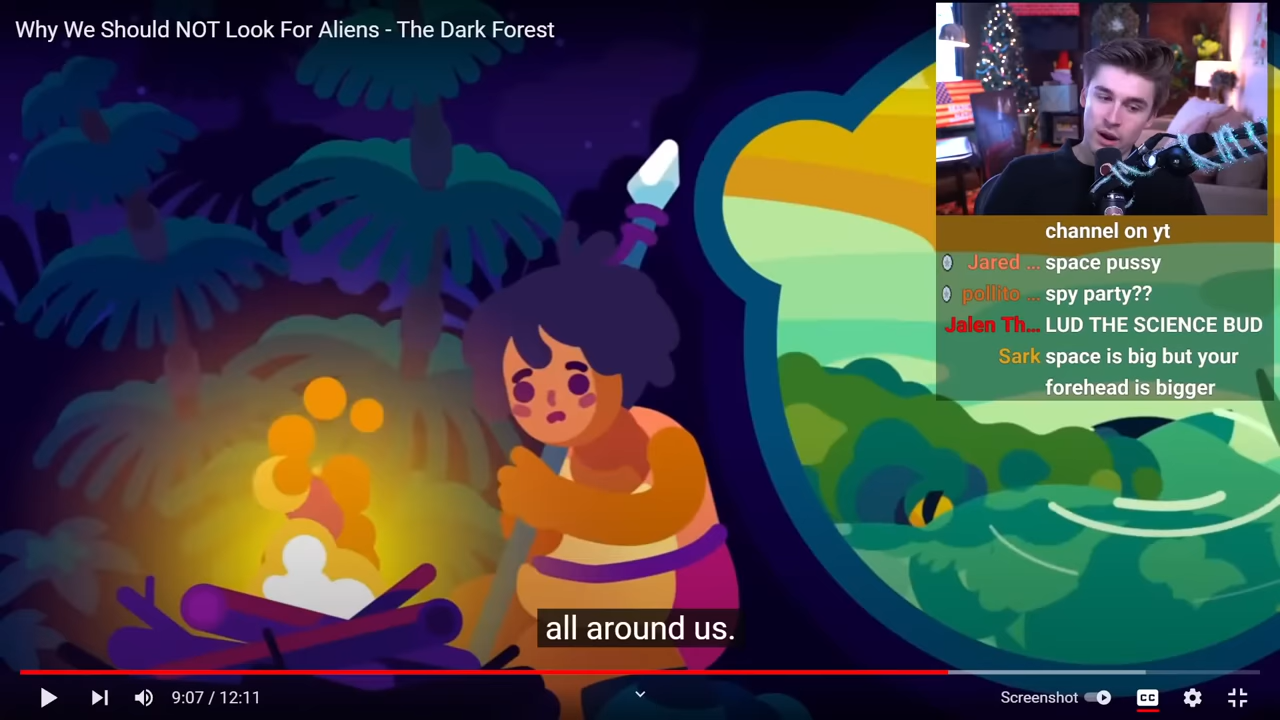 Why We Should NOT Look For Aliens - The Dark Forest
channel on yt
Jared ... space pussy
pollito ... spy party??
Jalen Th... LUD THE SCIENCE BUD
Sark space is big but your
forehead is bigger
all around us.
9:07 / 12:11
Screenshot
CC